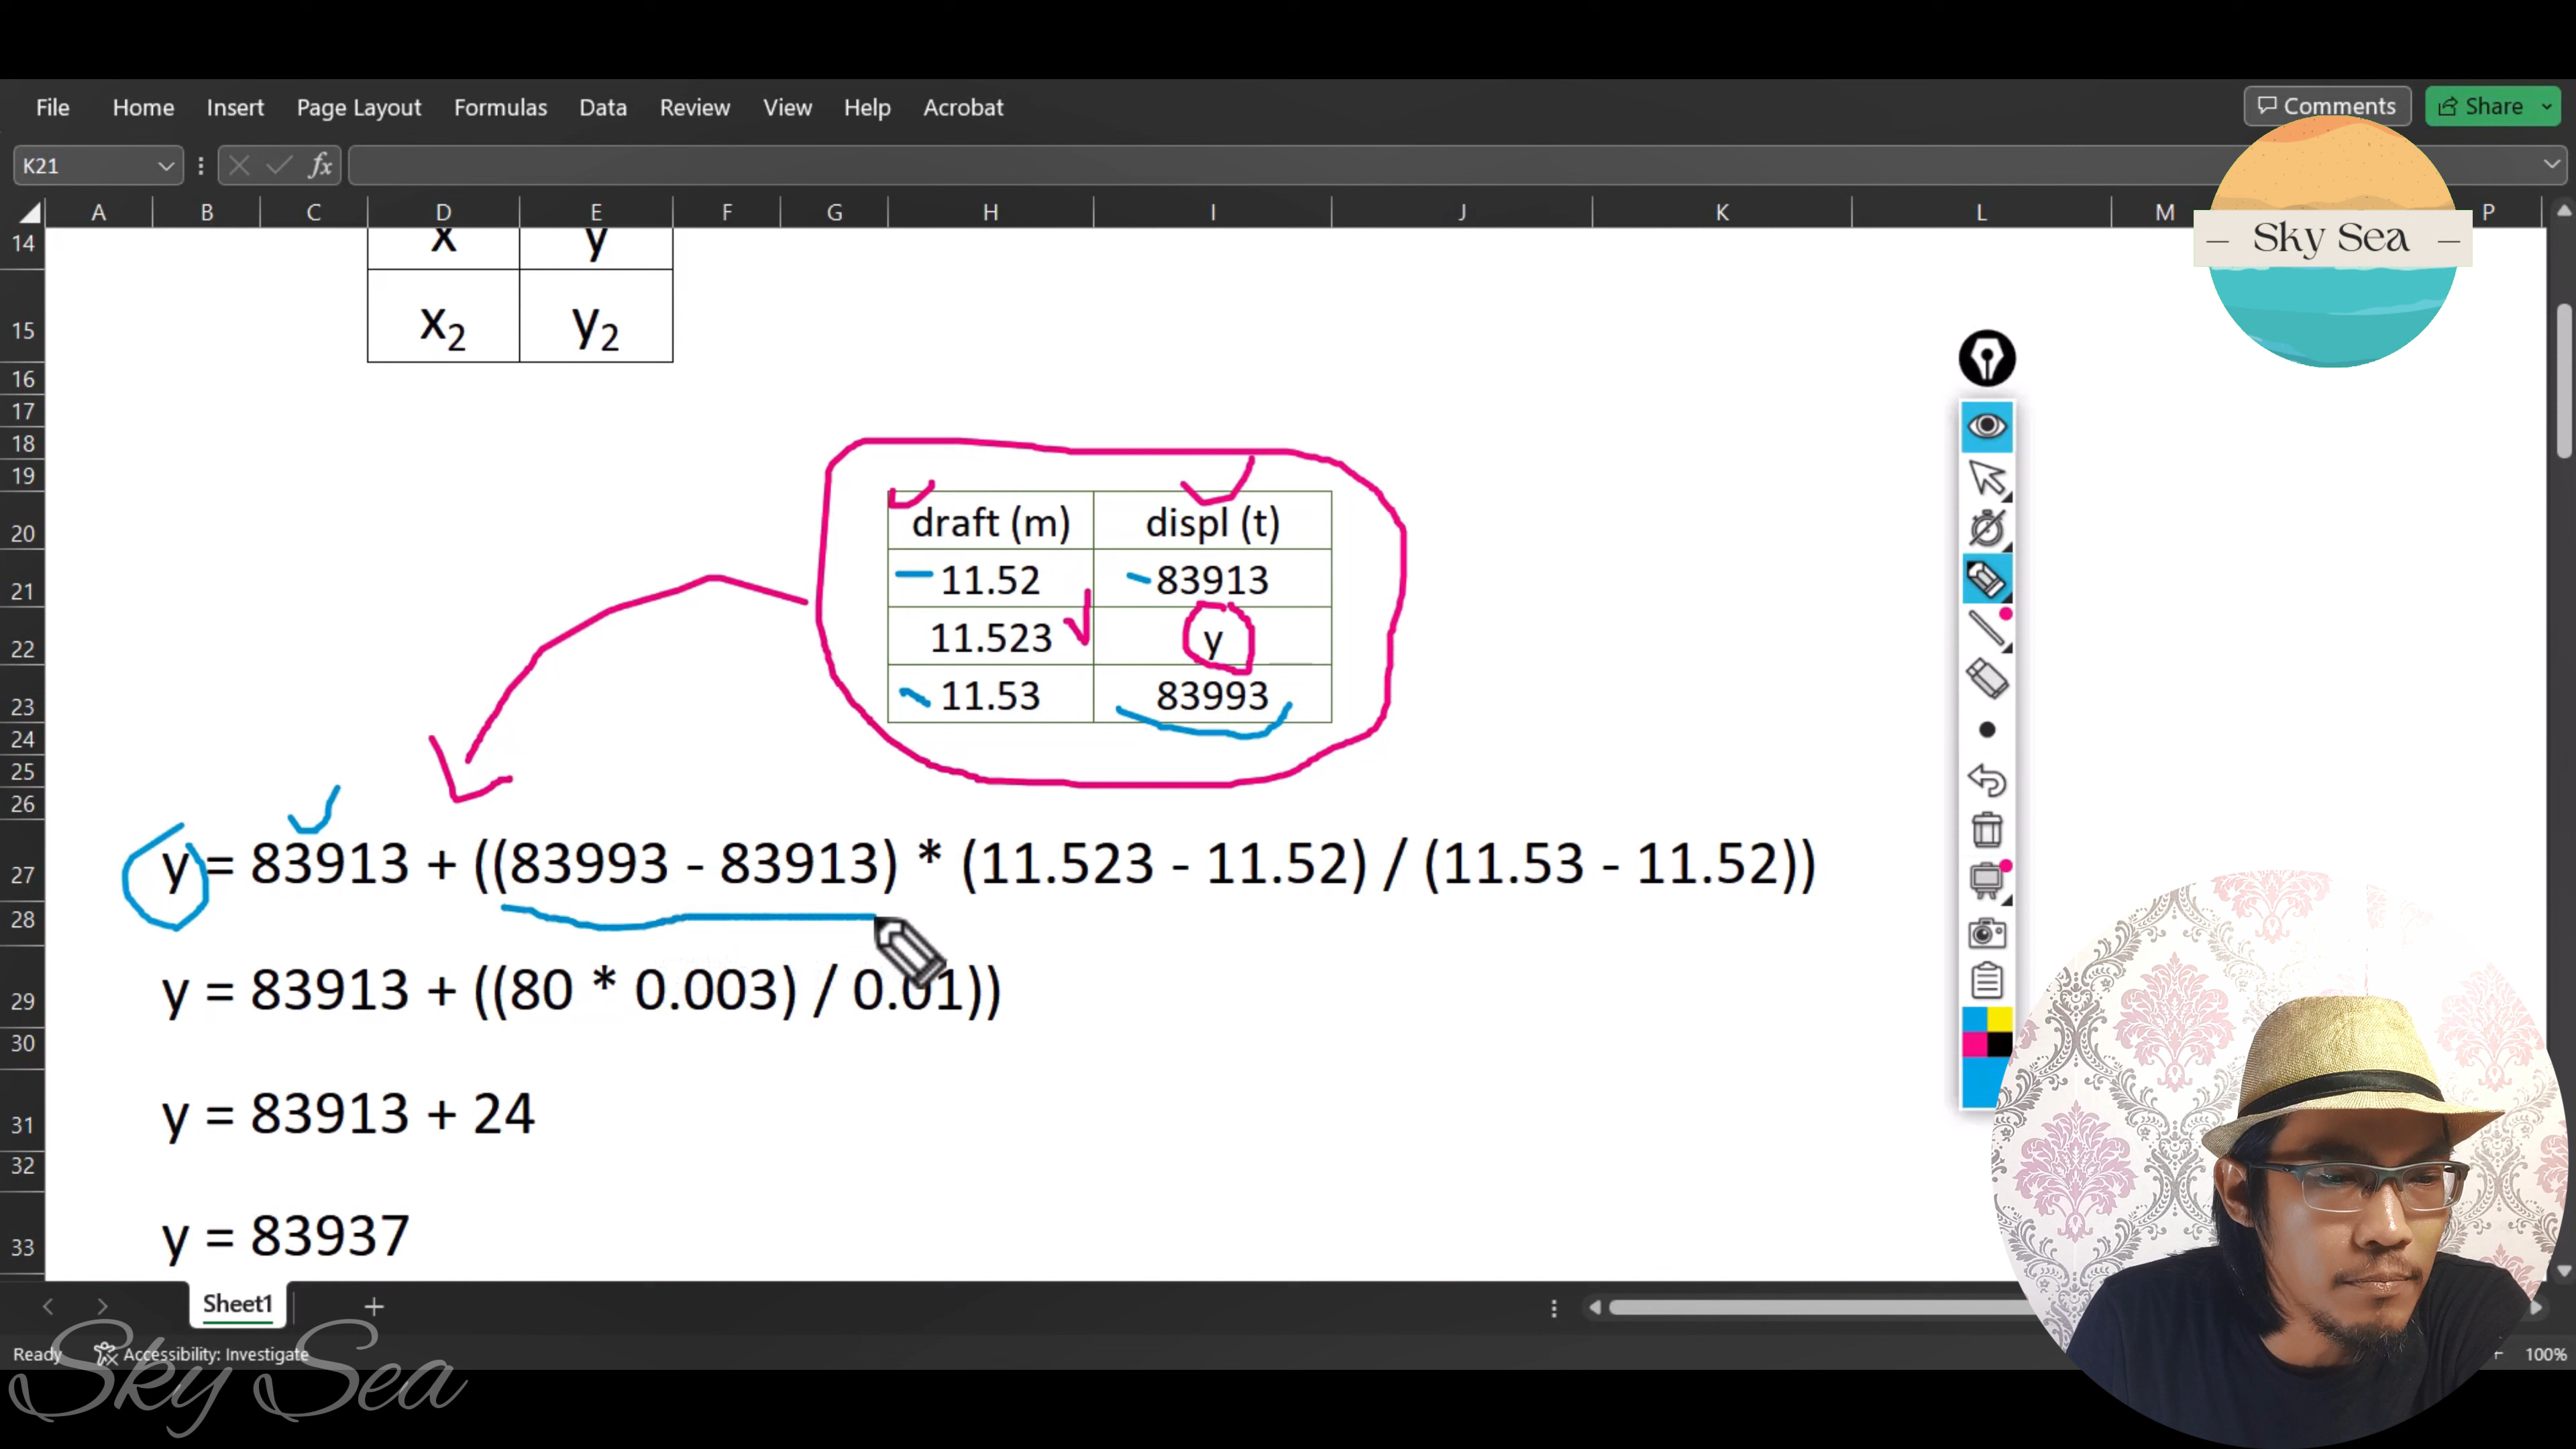 File Home Insert Page Layout Formulas Data Review View Help Acrobat Comments Share
K21 fx
A B C D E F G H I J K L M P
— Sky Sea —
14 x y
15 x2 y2
16
17
18
19
20 draft (m) displ (t)
21 11.52 83913
22 11.523 y
23 11.53 83993
24
25
26
27 y = 83913 + ((83993 - 83913) * (11.523 - 11.52) / (11.53 - 11.52))
28
29 y = 83913 + ((80 * 0.003) / 0.01))
30
31 y = 83913 + 24
32
33 y = 83937
Sheet1 +
Ready Accessibility: Investigate 100%
Sky Sea